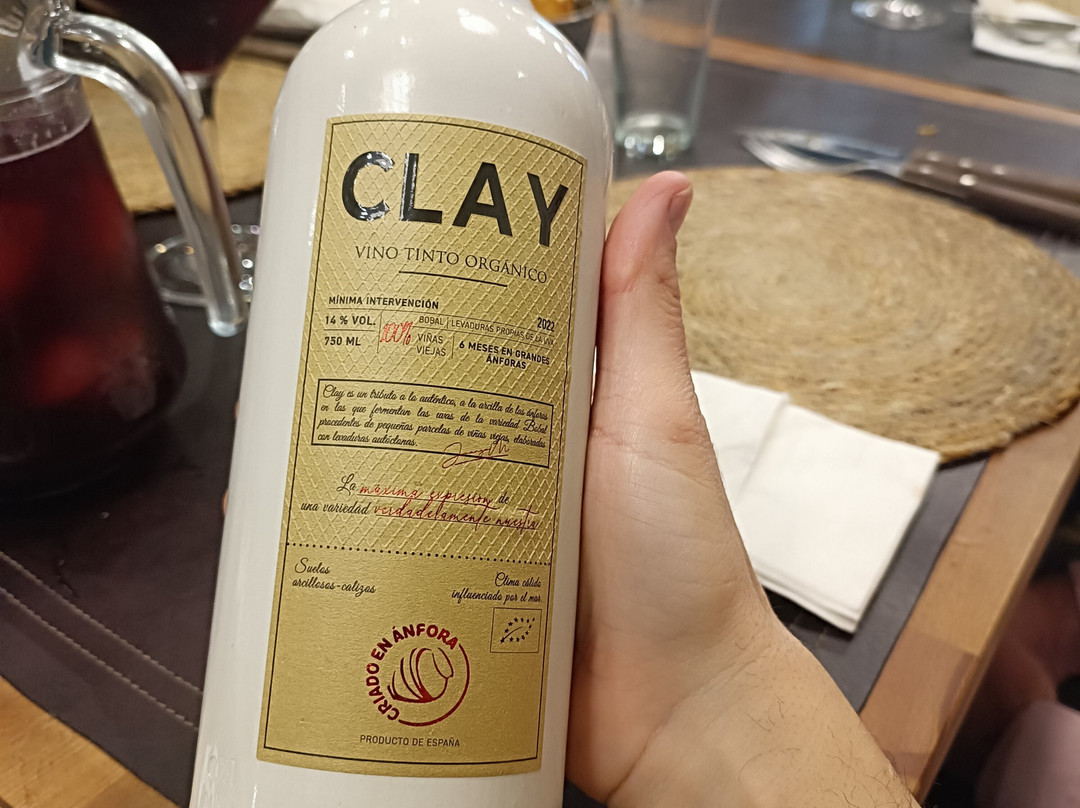 CLAY
VINO TINTO ORGÁNICO
MÍNIMA INTERVENCIÓN
14 % VOL.
750 ML
100%
BOBAL
VIÑAS
VIEJAS
2022
LEVADURAS PROPIAS DE LA UVA
6 MESES EN GRANDES
ÁNFORAS
Clay es un tributo a lo auténtico, a la arcilla de las ánforas
en las que fermentan las uvas de la variedad Bobal
procedentes de pequeñas parcelas de viñas viejas, elaborados
con levaduras autóctonas.
La máxima expresión de
una variedad verdadelamente nuestra
Suelos
arcillosos-calizos
Clima cálido
influenciado por el mar.
CRIADO EN ÁNFORA
PRODUCTO DE ESPAÑA